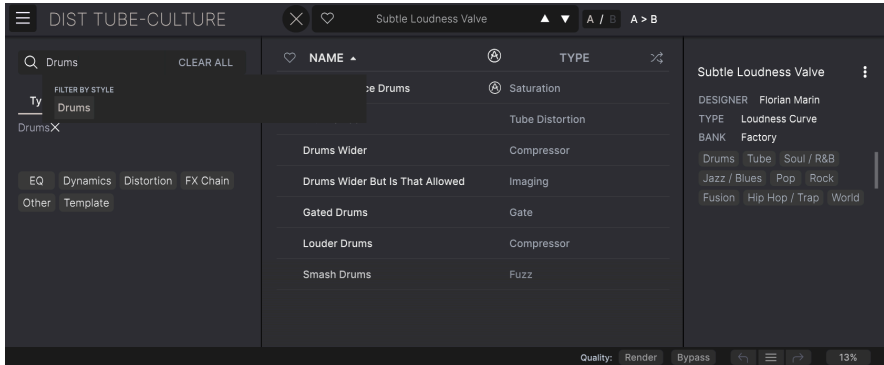 DIST TUBE-CULTURE
Subtle Loudness Valve
A / B
A > B
Drums
CLEAR ALL
FILTER BY STYLE
Drums
Ty
Drums
EQ Dynamics Distortion FX Chain
Other Template
NAME TYPE
ce Drums Saturation
Tube Distortion
Drums Wider Compressor
Drums Wider But Is That Allowed Imaging
Gated Drums Gate
Louder Drums Compressor
Smash Drums Fuzz
Subtle Loudness Valve
DESIGNER Florian Marin
TYPE Loudness Curve
BANK Factory
Drums Tube Soul / R&B
Jazz / Blues Pop Rock
Fusion Hip Hop / Trap World
Quality: Render Bypass 13%